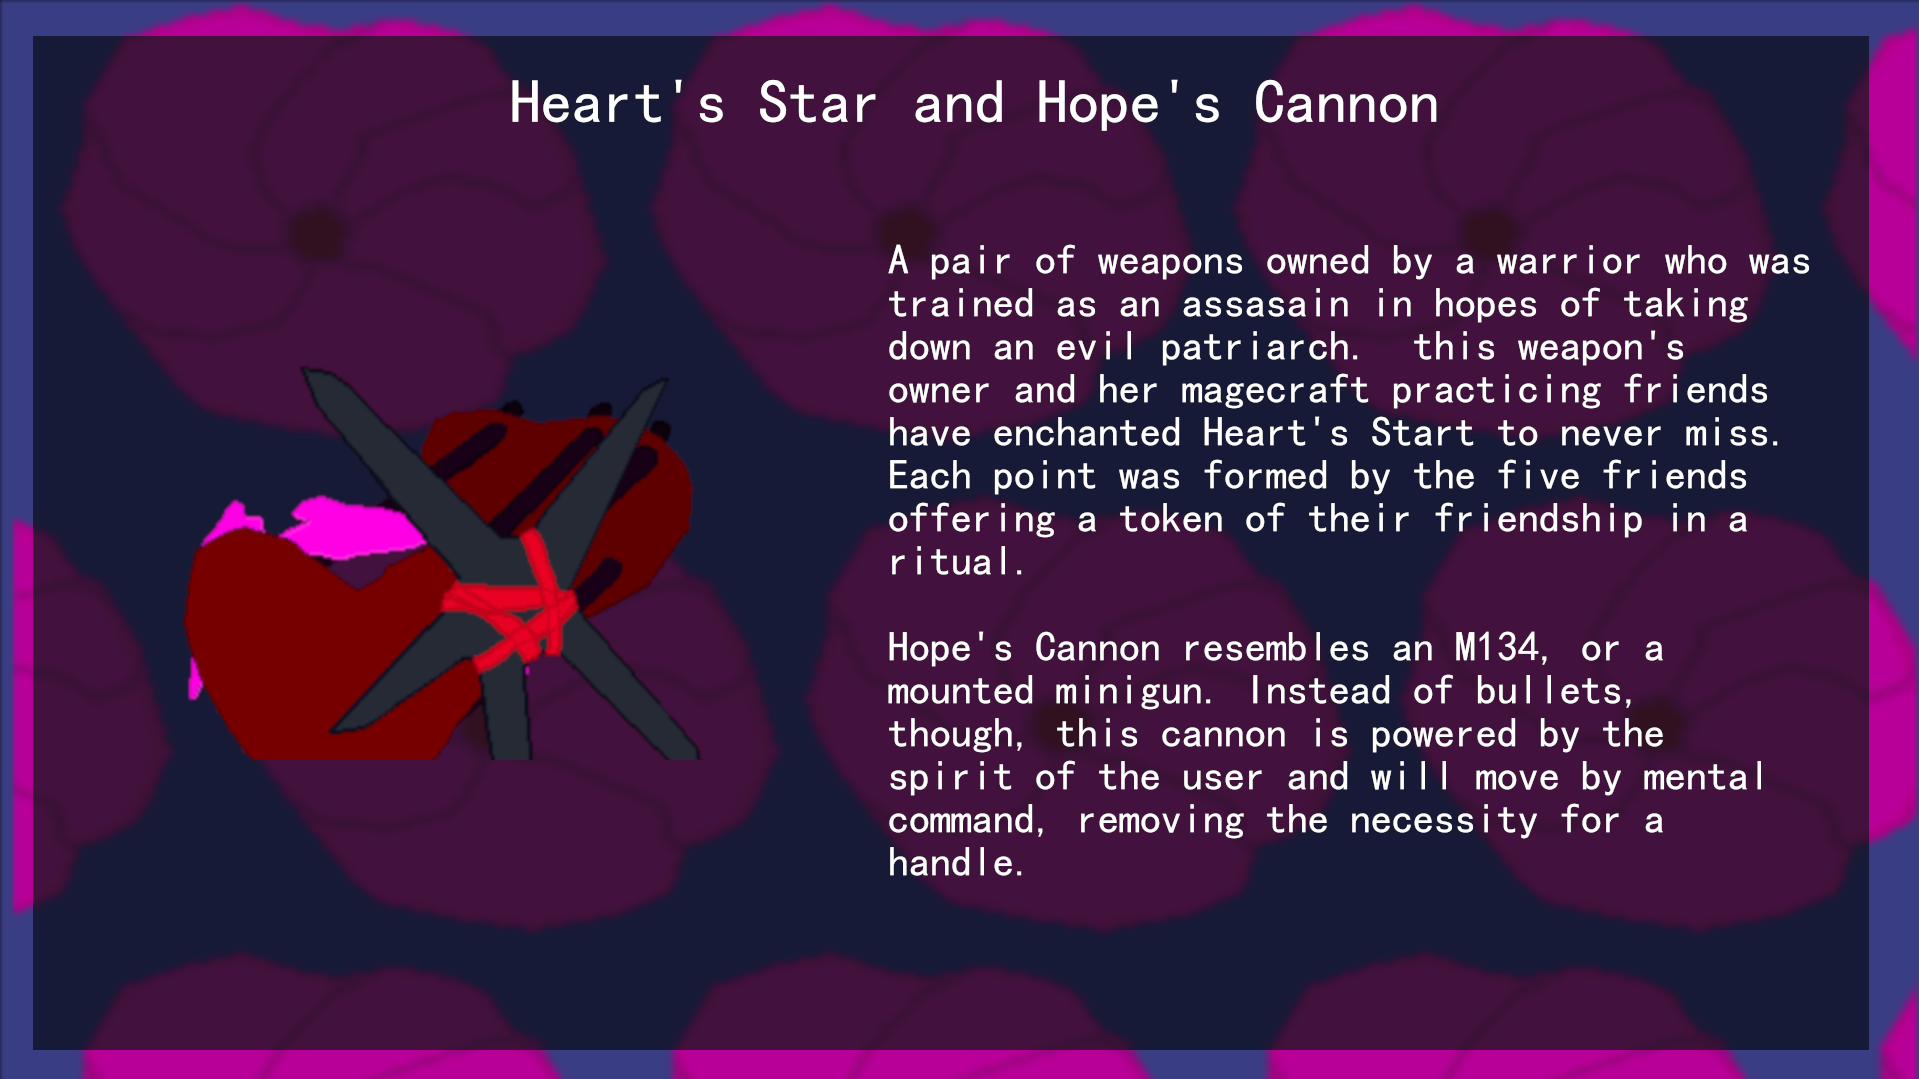 Heart's Star and Hope's Cannon
A pair of weapons owned by a warrior who was
trained as an assasain in hopes of taking
down an evil patriarch.  this weapon's
owner and her magecraft practicing friends
have enchanted Heart's Start to never miss.
Each point was formed by the five friends
offering a token of their friendship in a
ritual.
Hope's Cannon resembles an M134, or a
mounted minigun. Instead of bullets,
though, this cannon is powered by the
spirit of the user and will move by mental
command, removing the necessity for a
handle.